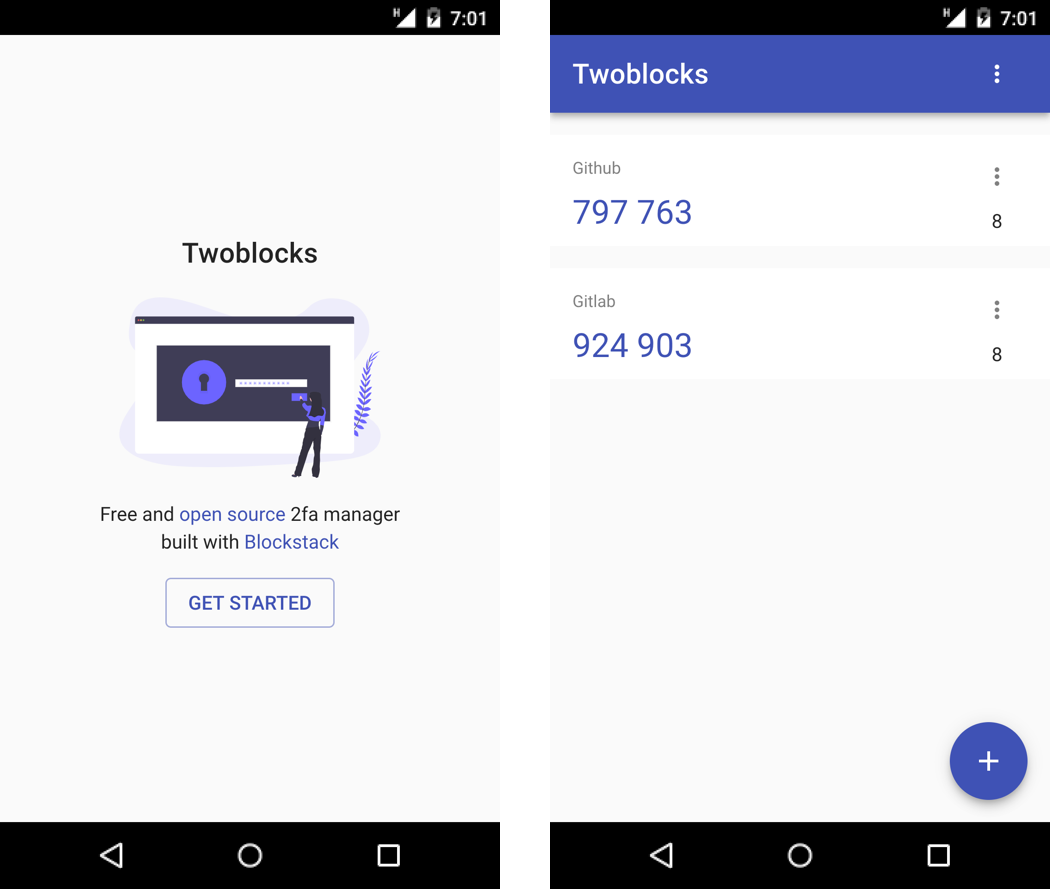 H 7:01
Twoblocks
Free and open source 2fa manager
built with Blockstack
GET STARTED
H 7:01
Twoblocks
Github
797 763
8
Gitlab
924 903
8